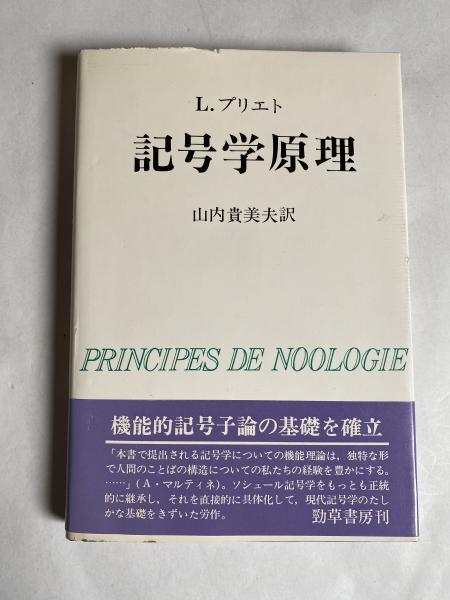 L.プリエト
記号学原理
山内貴美夫訳
PRINCIPES DE NOOLOGIE
機能的記号子論の基礎を確立
「本書で提出される記号学についての機能理論は，独特な形
で人間のことばの構造についての私たちの経験を豊かにする。
……」（A・マルティネ）。ソシュール記号学をもっとも正統
的に継承し，それを直接的に具体化して，現代記号学のたし
かな基礎をきずいた労作。
勁草書房刊